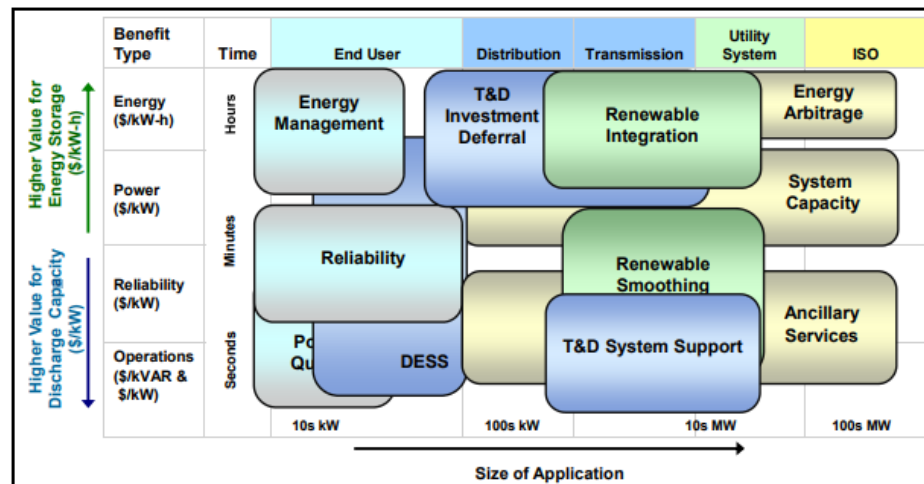 Benefit
Type
Time
End User
Distribution
Transmission
Utility
System
ISO
Higher Value for
Energy Storage
($/kW-h)
Higher Value for
Discharge Capacity
($/kW)
Energy
($/kW-h)
Power
($/kW)
Reliability
($/kW)
Operations
($/kVAR &
$/kW)
Hours
Minutes
Seconds
Energy
Management
T&D
Investment
Deferral
Renewable
Integration
Energy
Arbitrage
System
Capacity
Reliability
Renewable
Smoothing
Ancillary
Services
DESS
T&D System Support
10s kW
100s kW
10s MW
100s MW
Size of Application